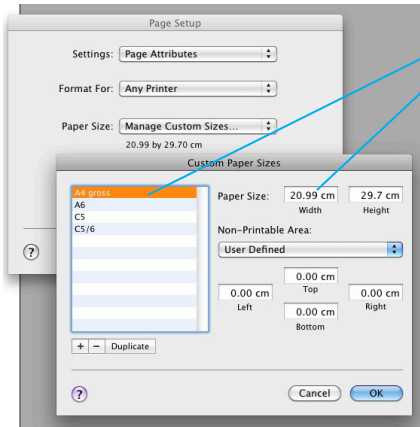 Page Setup
Settings: Page Attributes
Format For: Any Printer
Paper Size: Manage Custom Sizes...
20.99 by 29.70 cm
Custom Paper Sizes
A4 gross
A6
C5
C5/6
Paper Size: 20.99 cm 29.7 cm
Width Height
Non-Printable Area:
User Defined
0.00 cm
Top
0.00 cm 0.00 cm
Left Right
0.00 cm
Bottom
+ − Duplicate
?
? Cancel OK